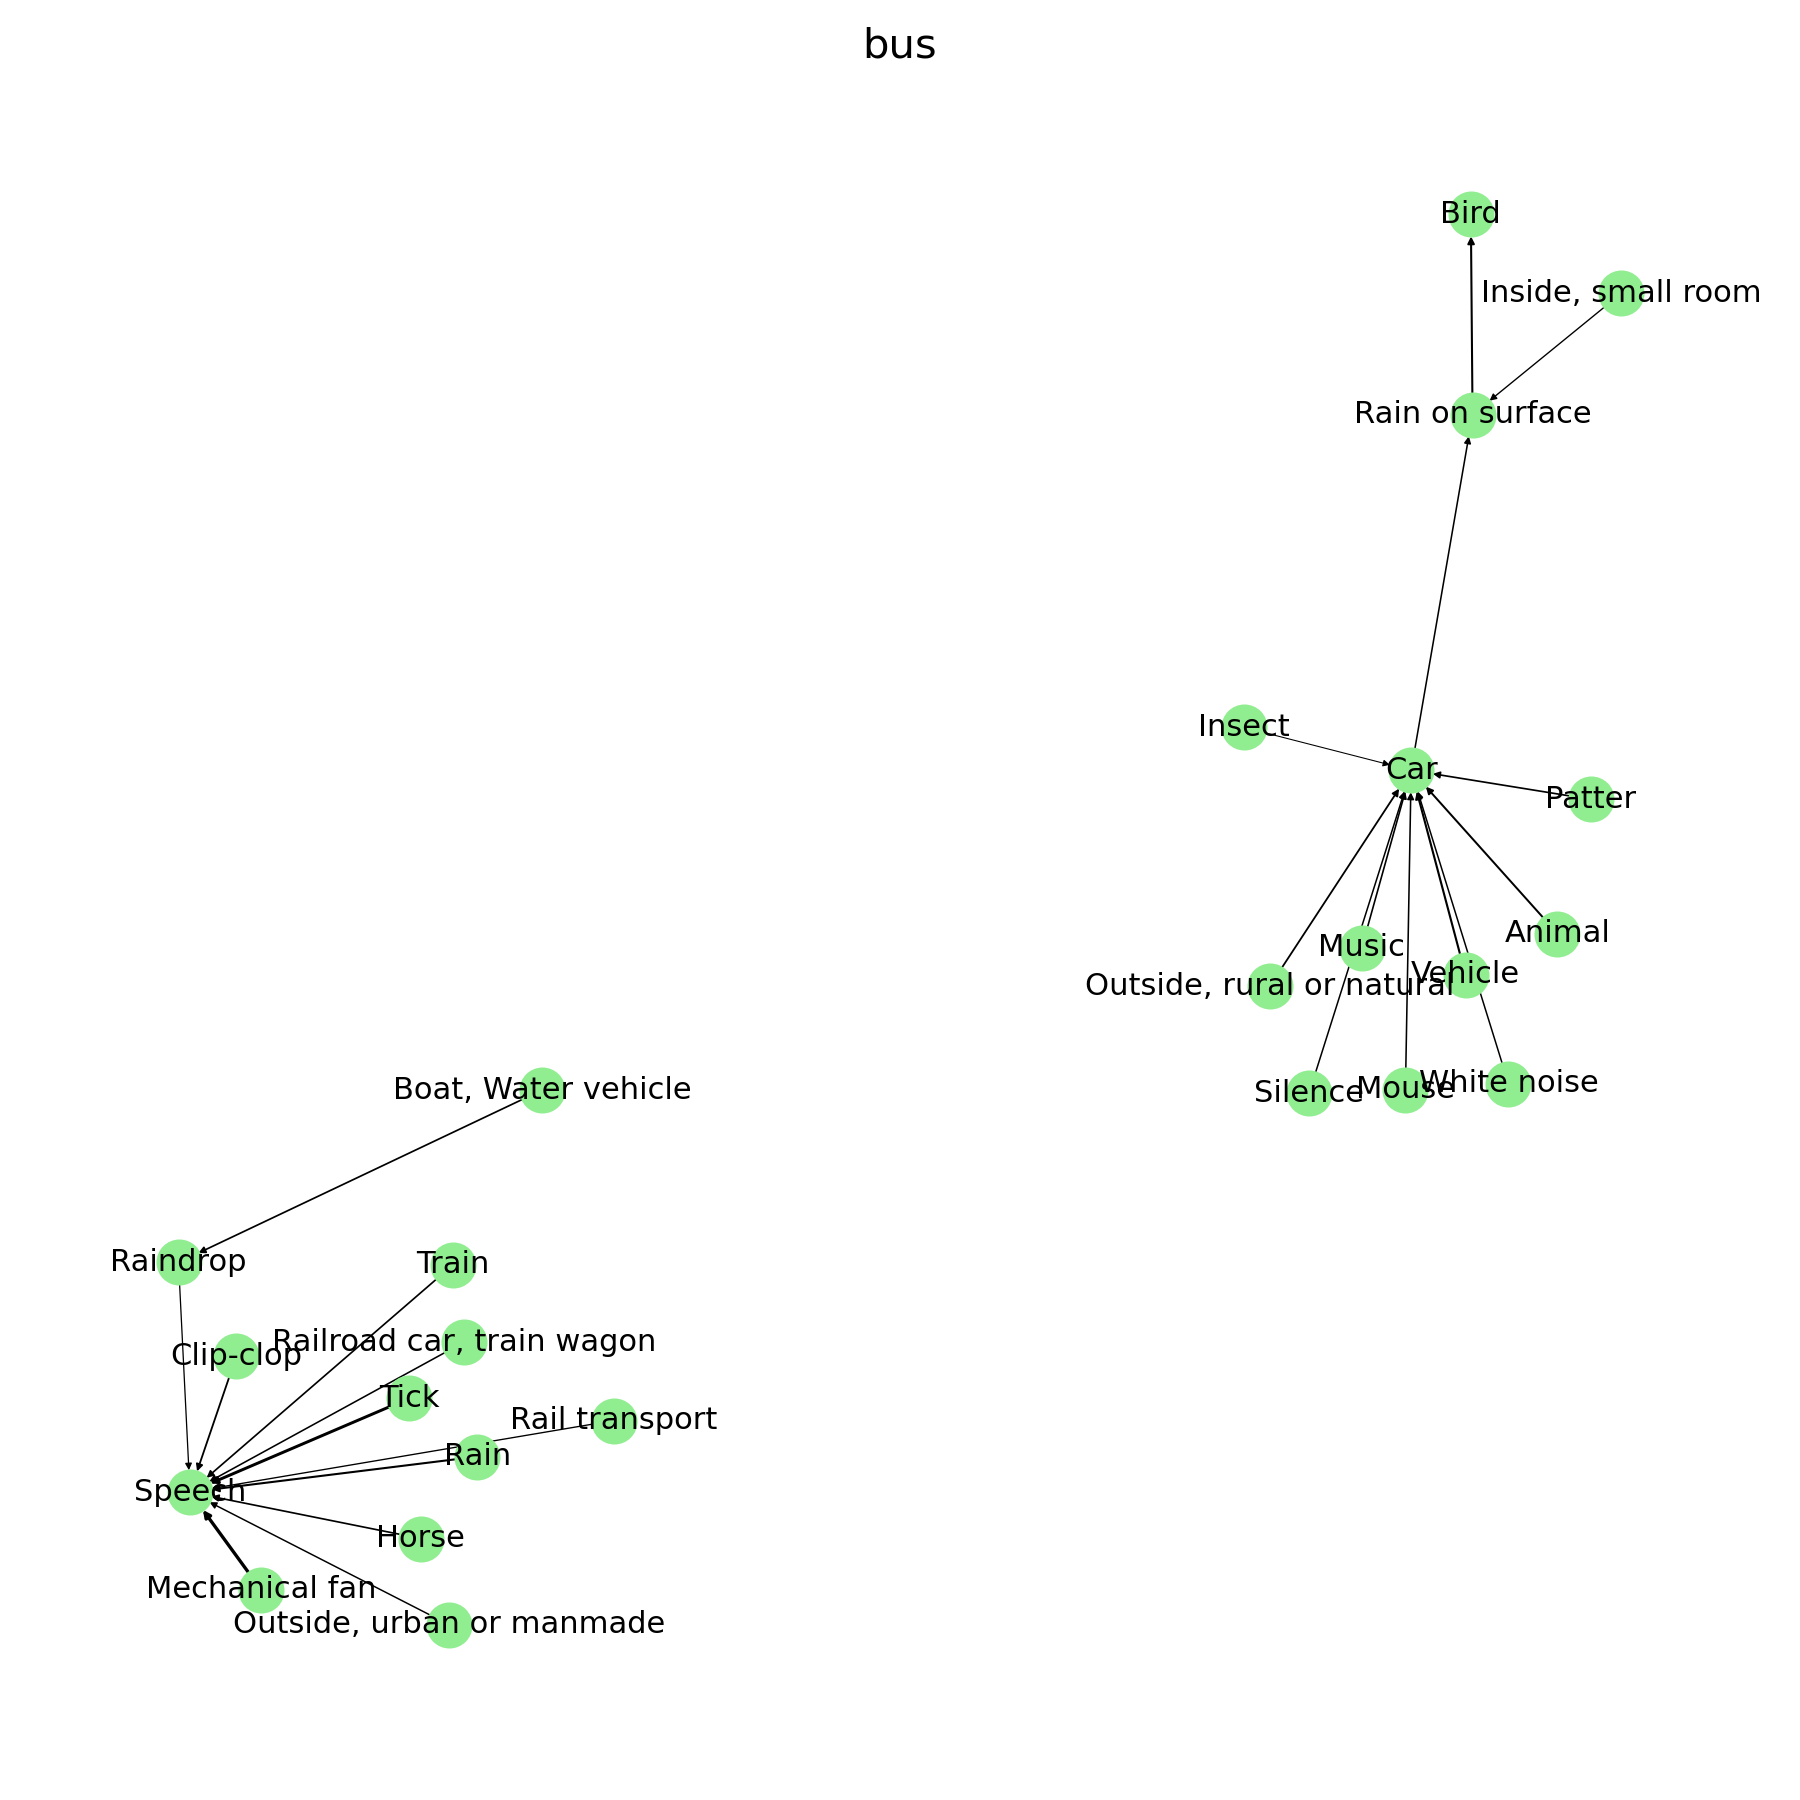 bus
Bird
Inside, small room
Rain on surface
Insect
Car
Patter
Animal
Music
Vehicle
Outside, rural or natural
Silence
Mouse
White noise
Boat, Water vehicle
Raindrop
Train
Railroad car, train wagon
Clip-clop
Tick
Rail transport
Rain
Speech
Horse
Mechanical fan
Outside, urban or manmade